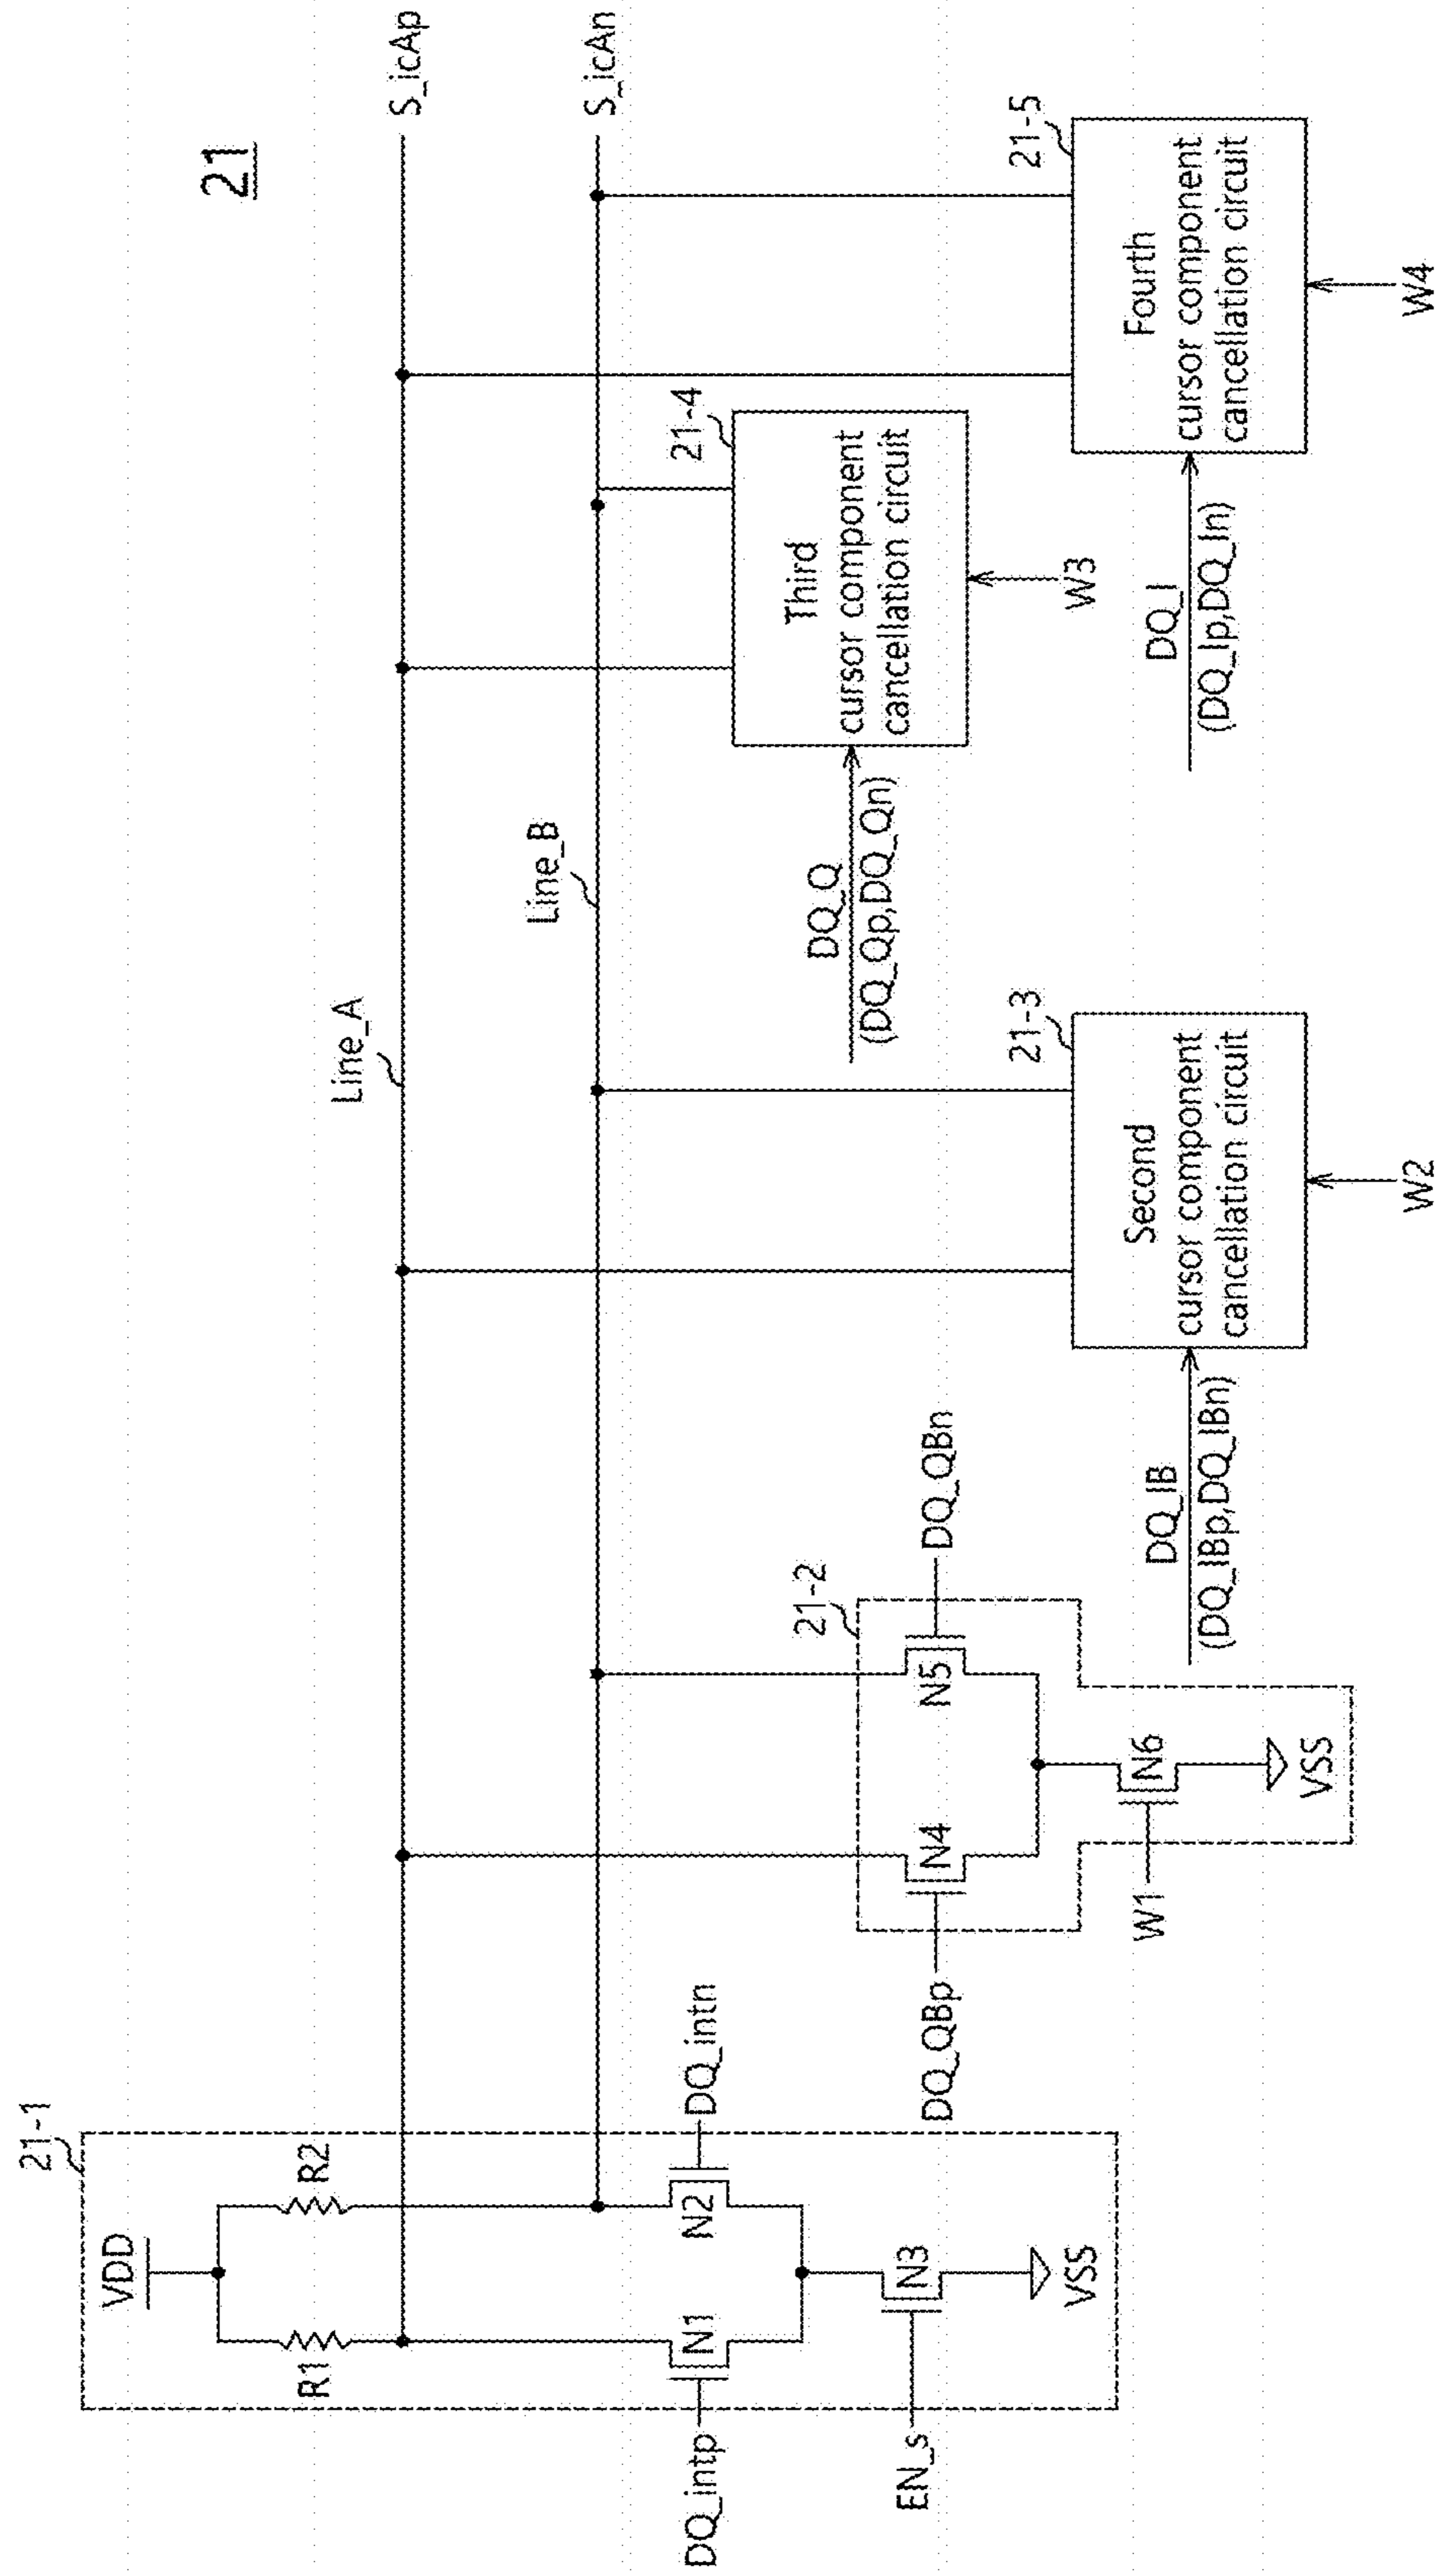 21
S_icAp
S_icAn
Line_A
Line_B
21-1
VDD
R1
R2
DQ_intp
N1
N2
DQ_intn
EN_s
N3
VSS
21-2
DQ_QBp
N4
N5
DQ_QBn
W1
N6
VSS
21-3
Second
cursor component
cancellation circuit
DQ_IB
(DQ_IBp,DQ_IBn)
W2
21-4
Third
cursor component
cancellation circuit
DQ_Q
(DQ_Qp,DQ_Qn)
W3
21-5
Fourth
cursor component
cancellation circuit
DQ_I
(DQ_Ip,DQ_In)
W4